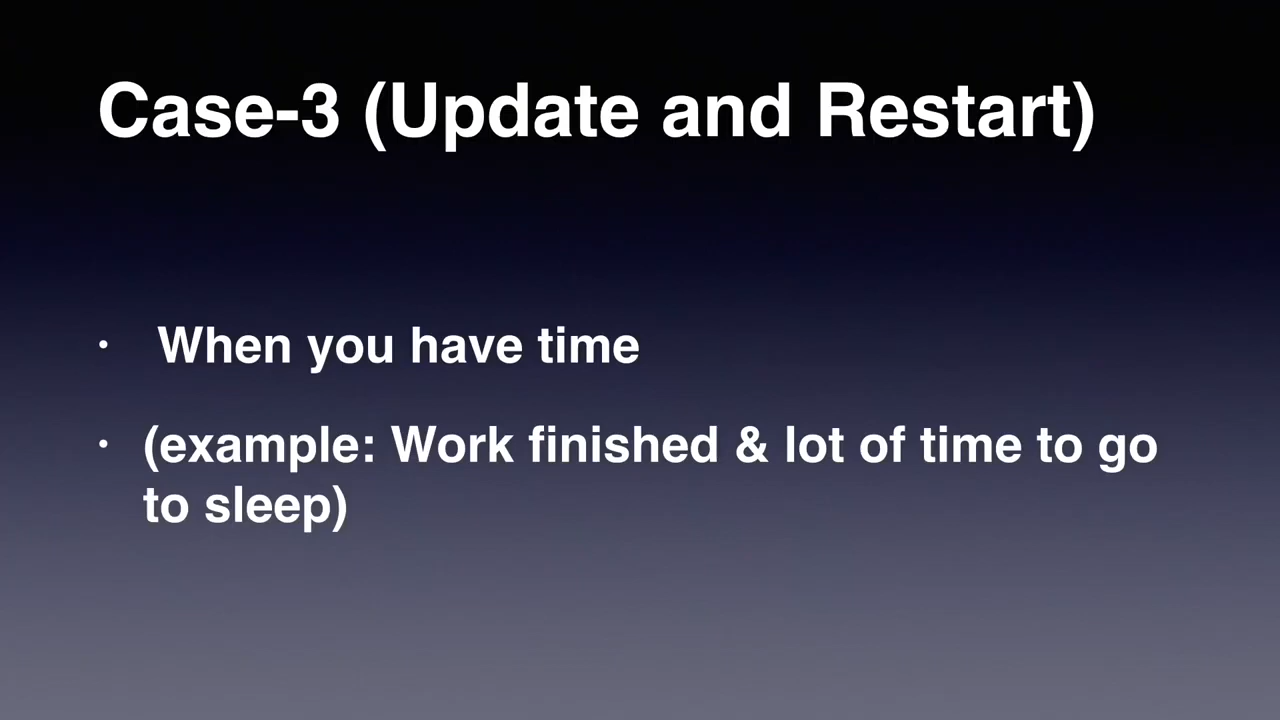 Case-3 (Update and Restart)
• When you have time
• (example: Work finished & lot of time to go
to sleep)